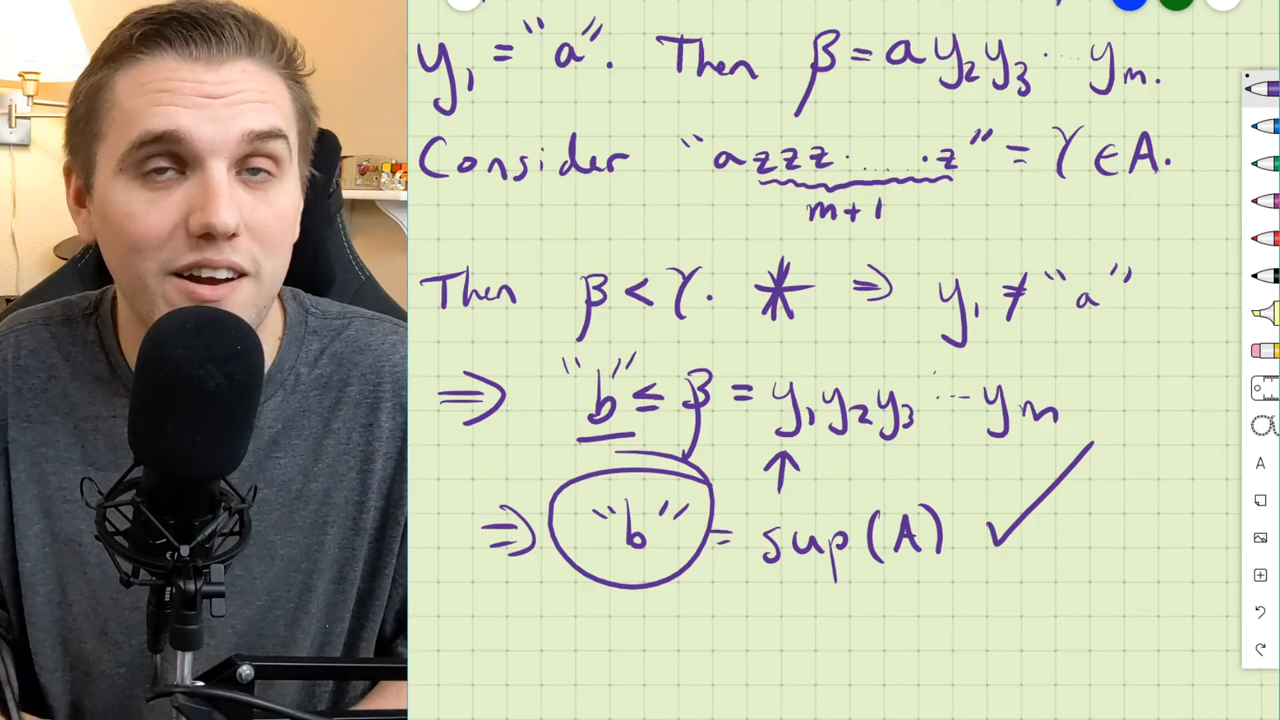 y₁ = "a". Then β = a y₂ y₃ ... yₘ.
Consider "azzz.....z" = γ ∈ A.
m+1
Then β < γ. * ⇒ y₁ ≠ "a"
⇒ "b" ≤ β = y₁ y₂ y₃ ... yₘ
↑
⇒ "b" = sup(A) ✓
A